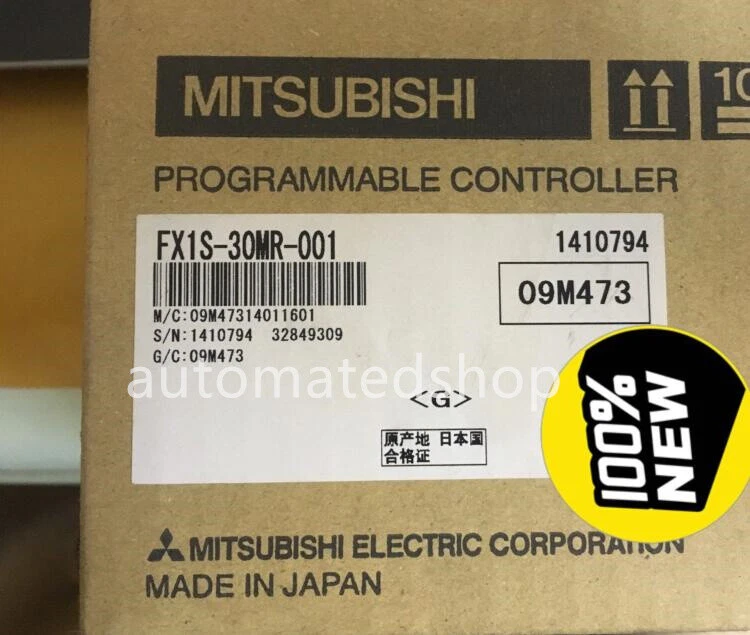 MITSUBISHI
10
PROGRAMMABLE CONTROLLER
FX1S-30MR-001
1410794
09M473
M/C:09M47314011601
S/N:1410794 32849309
G/C:09M473
automatedshop
<G>
原产地 日本国
合格证
100%
NEW
MITSUBISHI ELECTRIC CORPORATION
MADE IN JAPAN